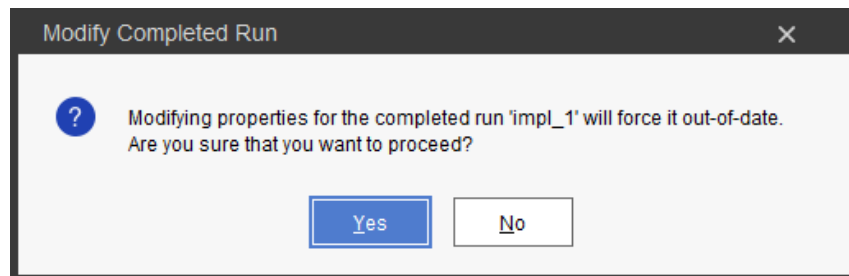 Modify Completed Run
?
Modifying properties for the completed run 'impl_1' will force it out-of-date.
Are you sure that you want to proceed?
Yes
No